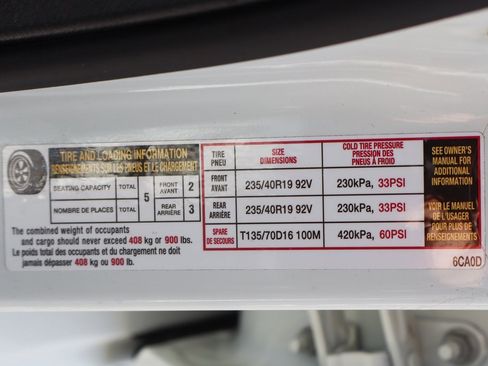 TIRE AND LOADING INFORMATION
RENSEIGNEMENTS SUR LES PNEUS ET LE CHARGEMENT
SEATING CAPACITY TOTAL 5 FRONT AVANT 2
NOMBRE DE PLACES TOTAL REAR ARRIÈRE 3
The combined weight of occupants
and cargo should never exceed 408 kg or 900 lbs.
Le poids total des occupants et du chargement ne doit
jamais dépasser 408 kg ou 900 lb.
TIRE PNEU SIZE DIMENSIONS COLD TIRE PRESSURE PRESSION DES PNEUS À FROID
FRONT AVANT 235/40R19 92V 230kPa, 33PSI
REAR ARRIÈRE 235/40R19 92V 230kPa, 33PSI
SPARE DE SECOURS T135/70D16 100M 420kPa, 60PSI
SEE OWNER'S
MANUAL FOR
ADDITIONAL
INFORMATION
VOIR LE MANUEL
DE L'USAGER
POUR PLUS DE
RENSEIGNEMENTS
6CA0D